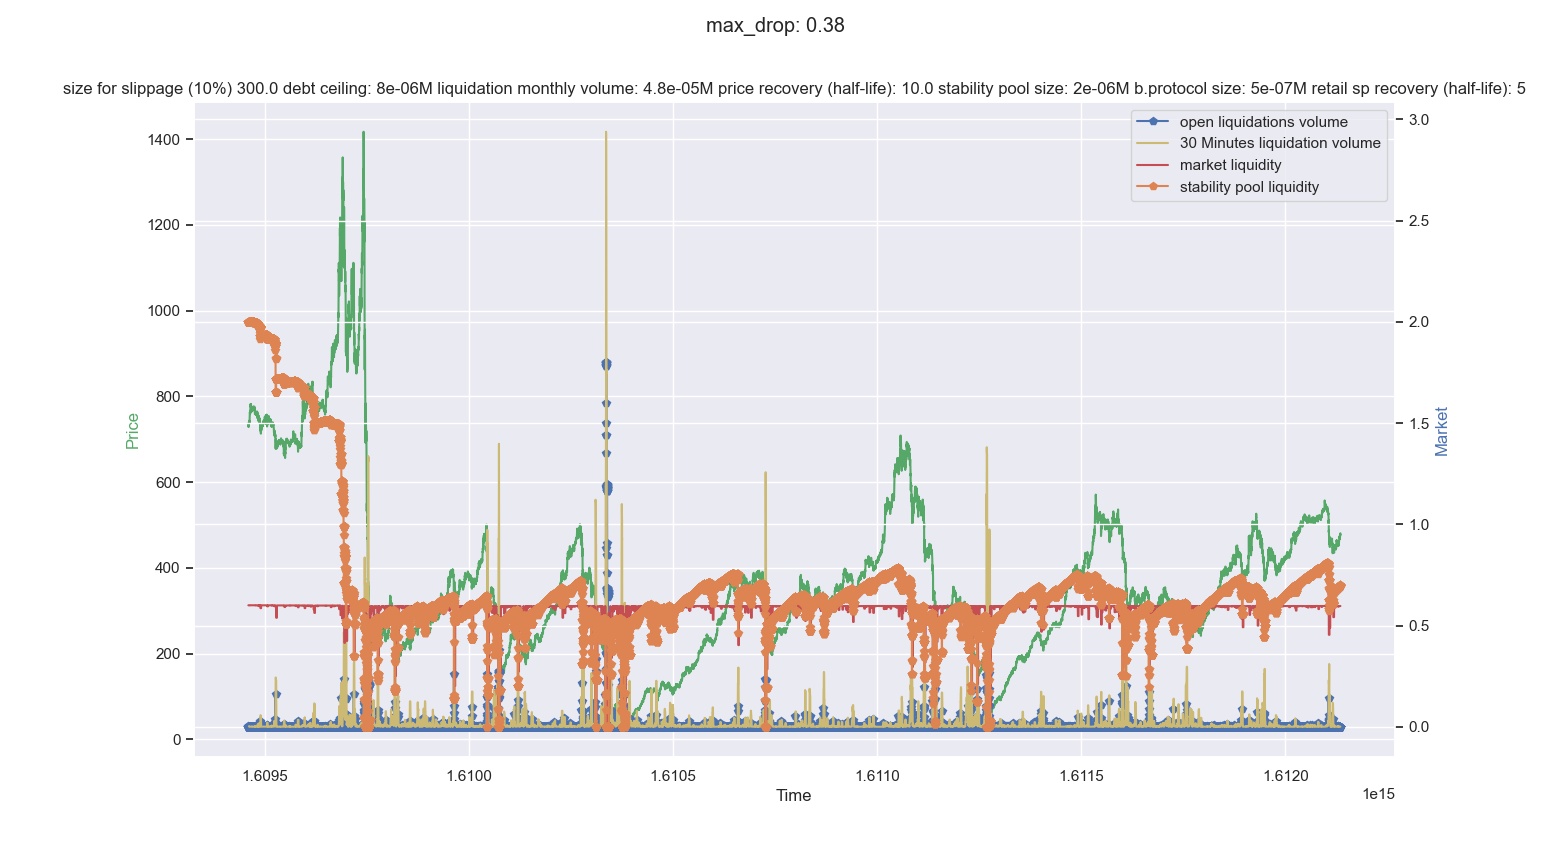 max_drop: 0.38
size for slippage (10%) 300.0 debt ceiling: 8e-06M liquidation monthly volume: 4.8e-05M price recovery (half-life): 10.0 stability pool size: 2e-06M b.protocol size: 5e-07M retail sp recovery (half-life): 5
open liquidations volume
30 Minutes liquidation volume
market liquidity
stability pool liquidity
1400
1200
1000
800
600
400
200
0
Price
3.0
2.5
2.0
1.5
1.0
0.5
0.0
Market
1.6095 1.6100 1.6105 1.6110 1.6115 1.6120
1e15
Time